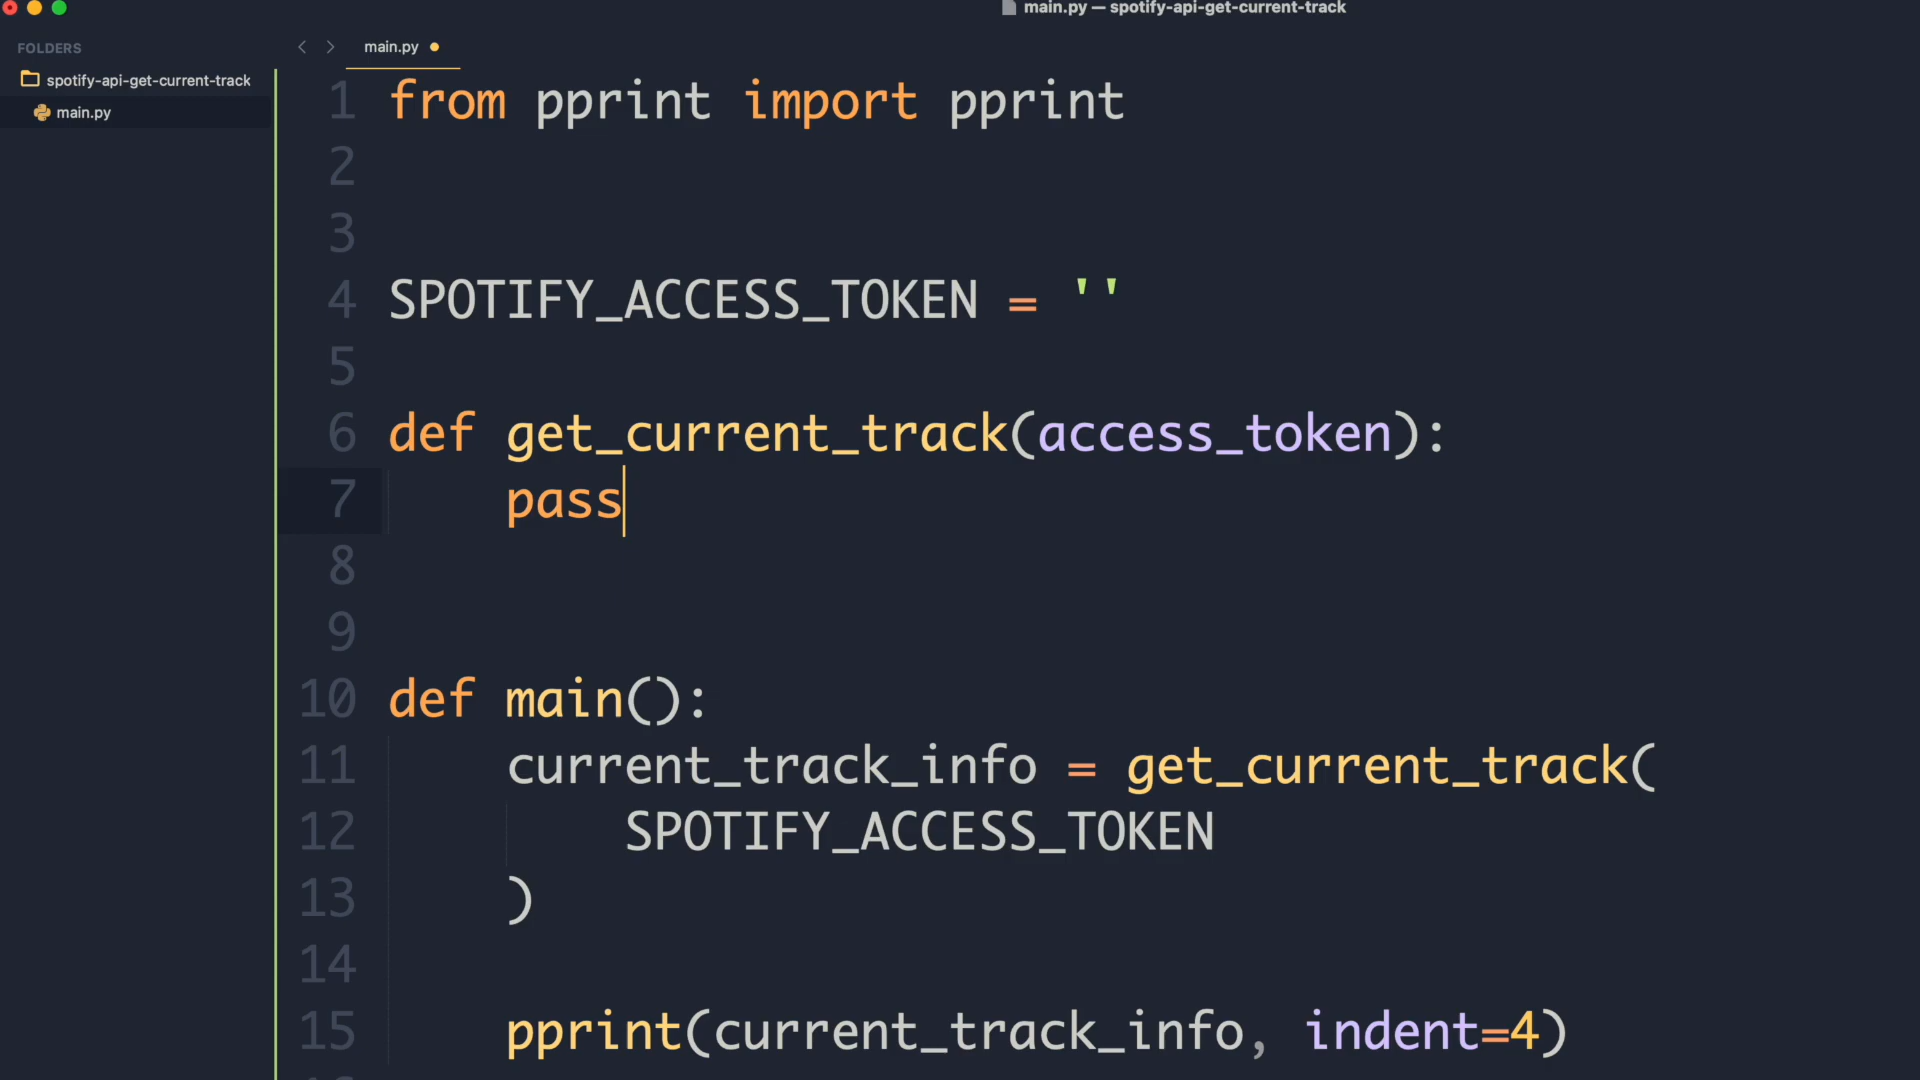 main.py — spotify-api-get-current-track
FOLDERS
spotify-api-get-current-track
main.py
main.py
1 from pprint import pprint
2
3
4 SPOTIFY_ACCESS_TOKEN = ''
5
6 def get_current_track(access_token):
7     pass
8
9
10 def main():
11     current_track_info = get_current_track(
12         SPOTIFY_ACCESS_TOKEN
13     )
14
15     pprint(current_track_info, indent=4)